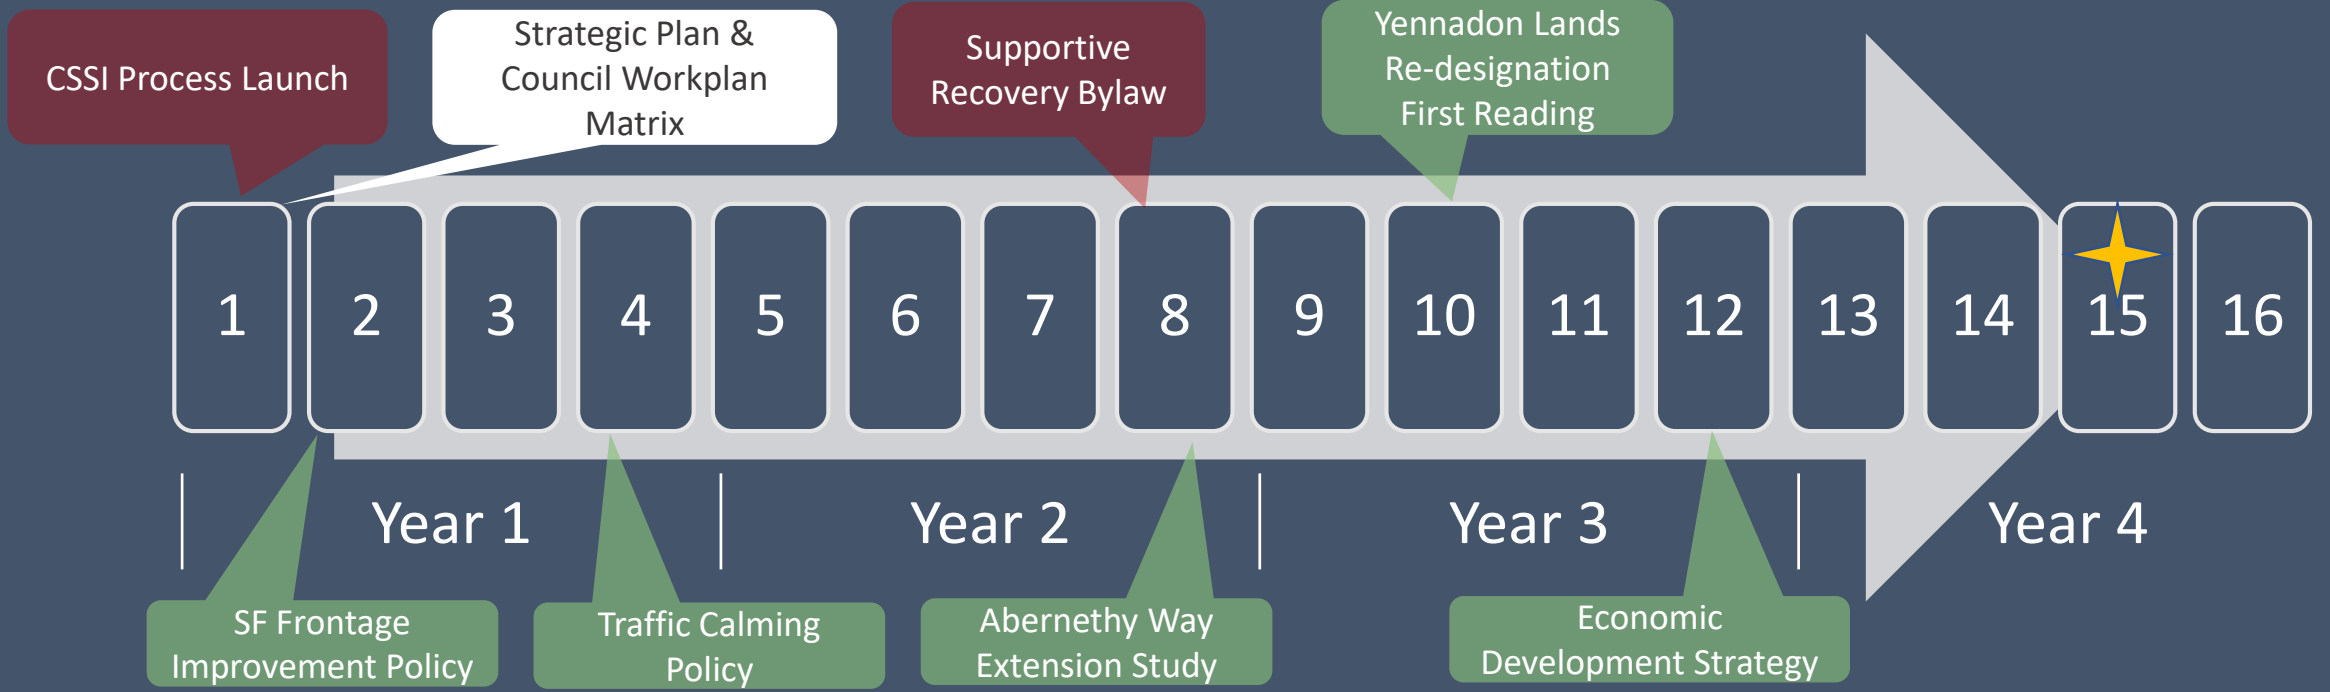 CSSI Process Launch
Strategic Plan &
Council Workplan
Matrix
Supportive
Recovery Bylaw
Yennadon Lands
Re-designation
First Reading
1
2
3
4
5
6
7
8
9
10
11
12
13
14
15
16
Year 1
Year 2
Year 3
Year 4
SF Frontage
Improvement Policy
Traffic Calming
Policy
Abernethy Way
Extension Study
Economic
Development Strategy